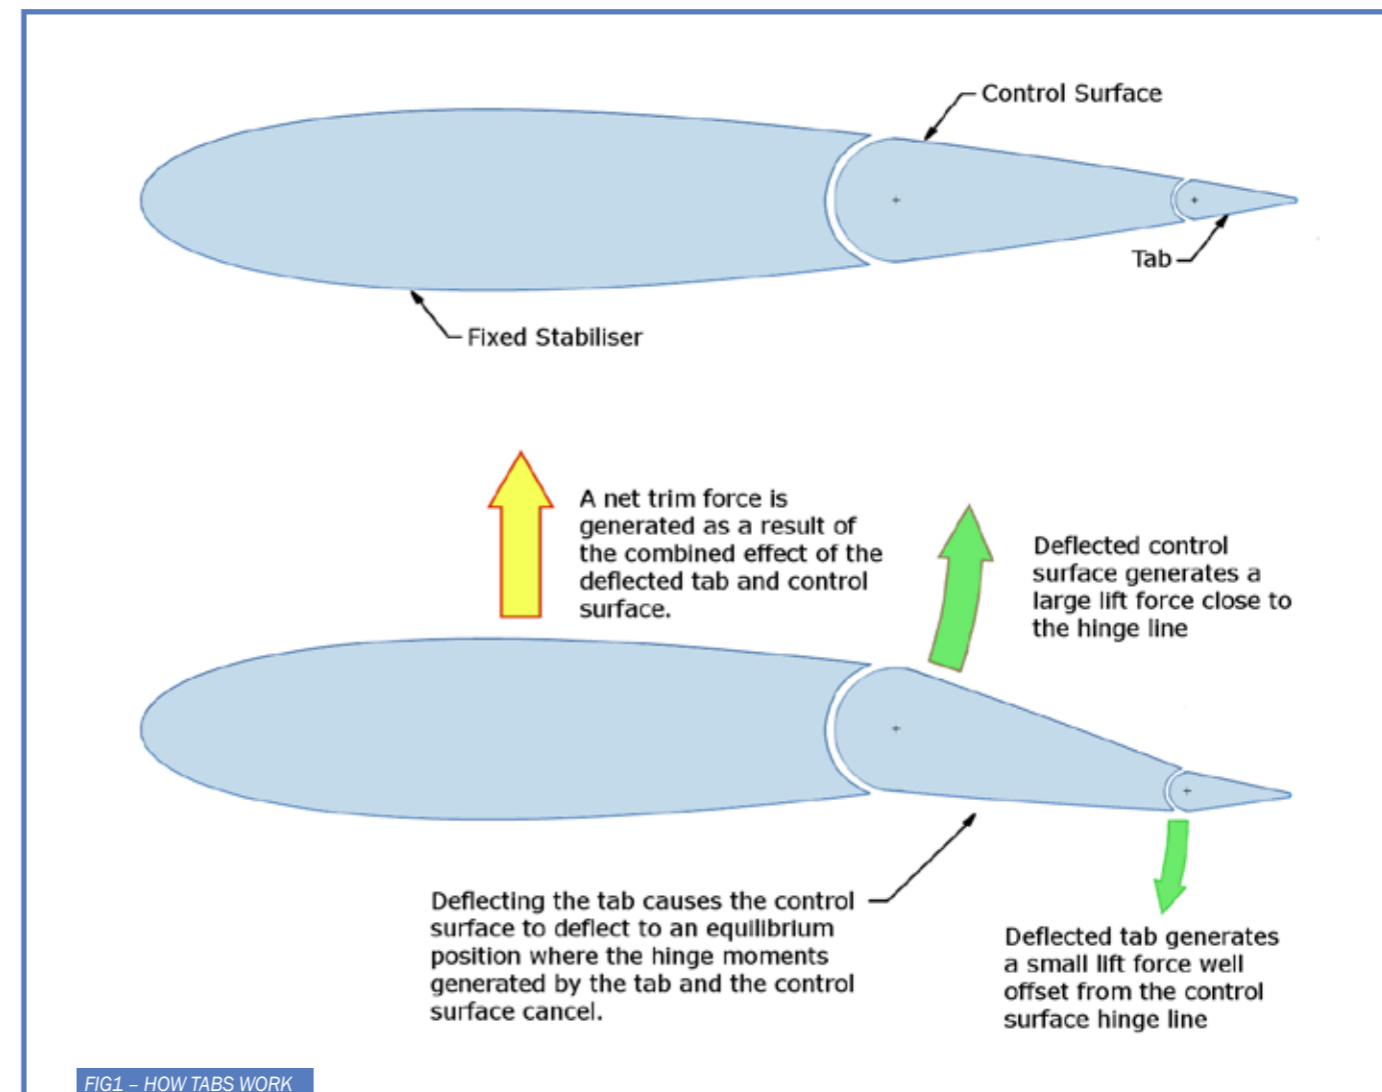 Control Surface
Tab
Fixed Stabiliser
A net trim force is
generated as a result of
the combined effect of the
deflected tab and control
surface.
Deflected control
surface generates a
large lift force close to
the hinge line
Deflecting the tab causes the control
surface to deflect to an equilibrium
position where the hinge moments
generated by the tab and the control
surface cancel.
Deflected tab generates
a small lift force well
offset from the control
surface hinge line
FIG1 – HOW TABS WORK